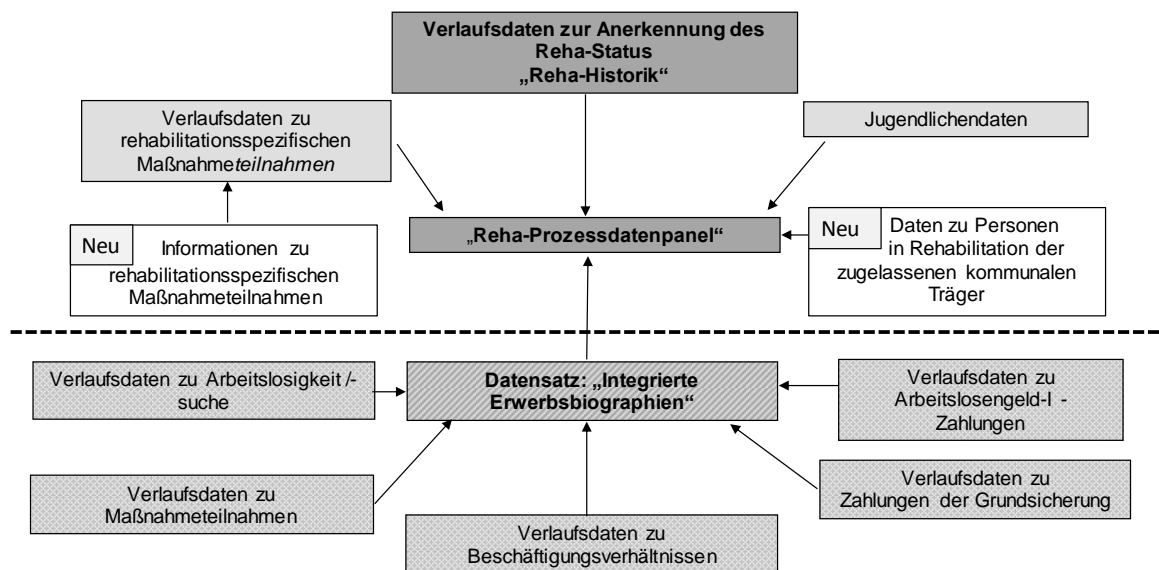 Verlaufsdaten zur Anerkennung des
Reha-Status
„Reha-Historik“
Verlaufsdaten zu
rehabilitationsspezifischen
Maßnahmeteilnahmen
Jugendlichendaten
„Reha-Prozessdatenpanel“
Neu
Informationen zu
rehabilitationsspezifischen
Maßnahmeteilnahmen
Neu
Daten zu Personen
in Rehabilitation der
zugelassenen kommunalen
Träger
Verlaufsdaten zu Arbeitslosigkeit /-
suche
Datensatz: „Integrierte
Erwerbsbiographien“
Verlaufsdaten zu
Arbeitslosengeld-I -
Zahlungen
Verlaufsdaten zu
Maßnahmeteilnahmen
Verlaufsdaten zu
Beschäftigungsverhältnissen
Verlaufsdaten zu
Zahlungen der Grundsicherung